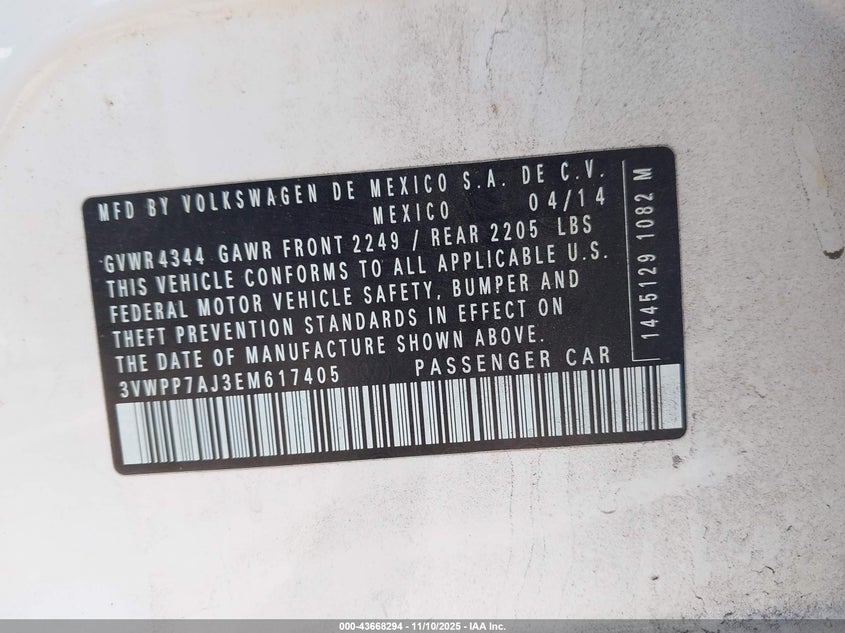 MFD BY VOLKSWAGEN DE MEXICO S.A. DE C.V.
MEXICO 04/14
GVWR 4344 GAWR FRONT 2249 / REAR 2205 LBS
THIS VEHICLE CONFORMS TO ALL APPLICABLE U.S.
FEDERAL MOTOR VEHICLE SAFETY, BUMPER AND
THEFT PREVENTION STANDARDS IN EFFECT ON
THE DATE OF MANUFACTURE SHOWN ABOVE.
3VWPP7AJ3EM617405 PASSENGER CAR
1445129 1082 M
000-43668294 - 11/10/2025 - IAA Inc.